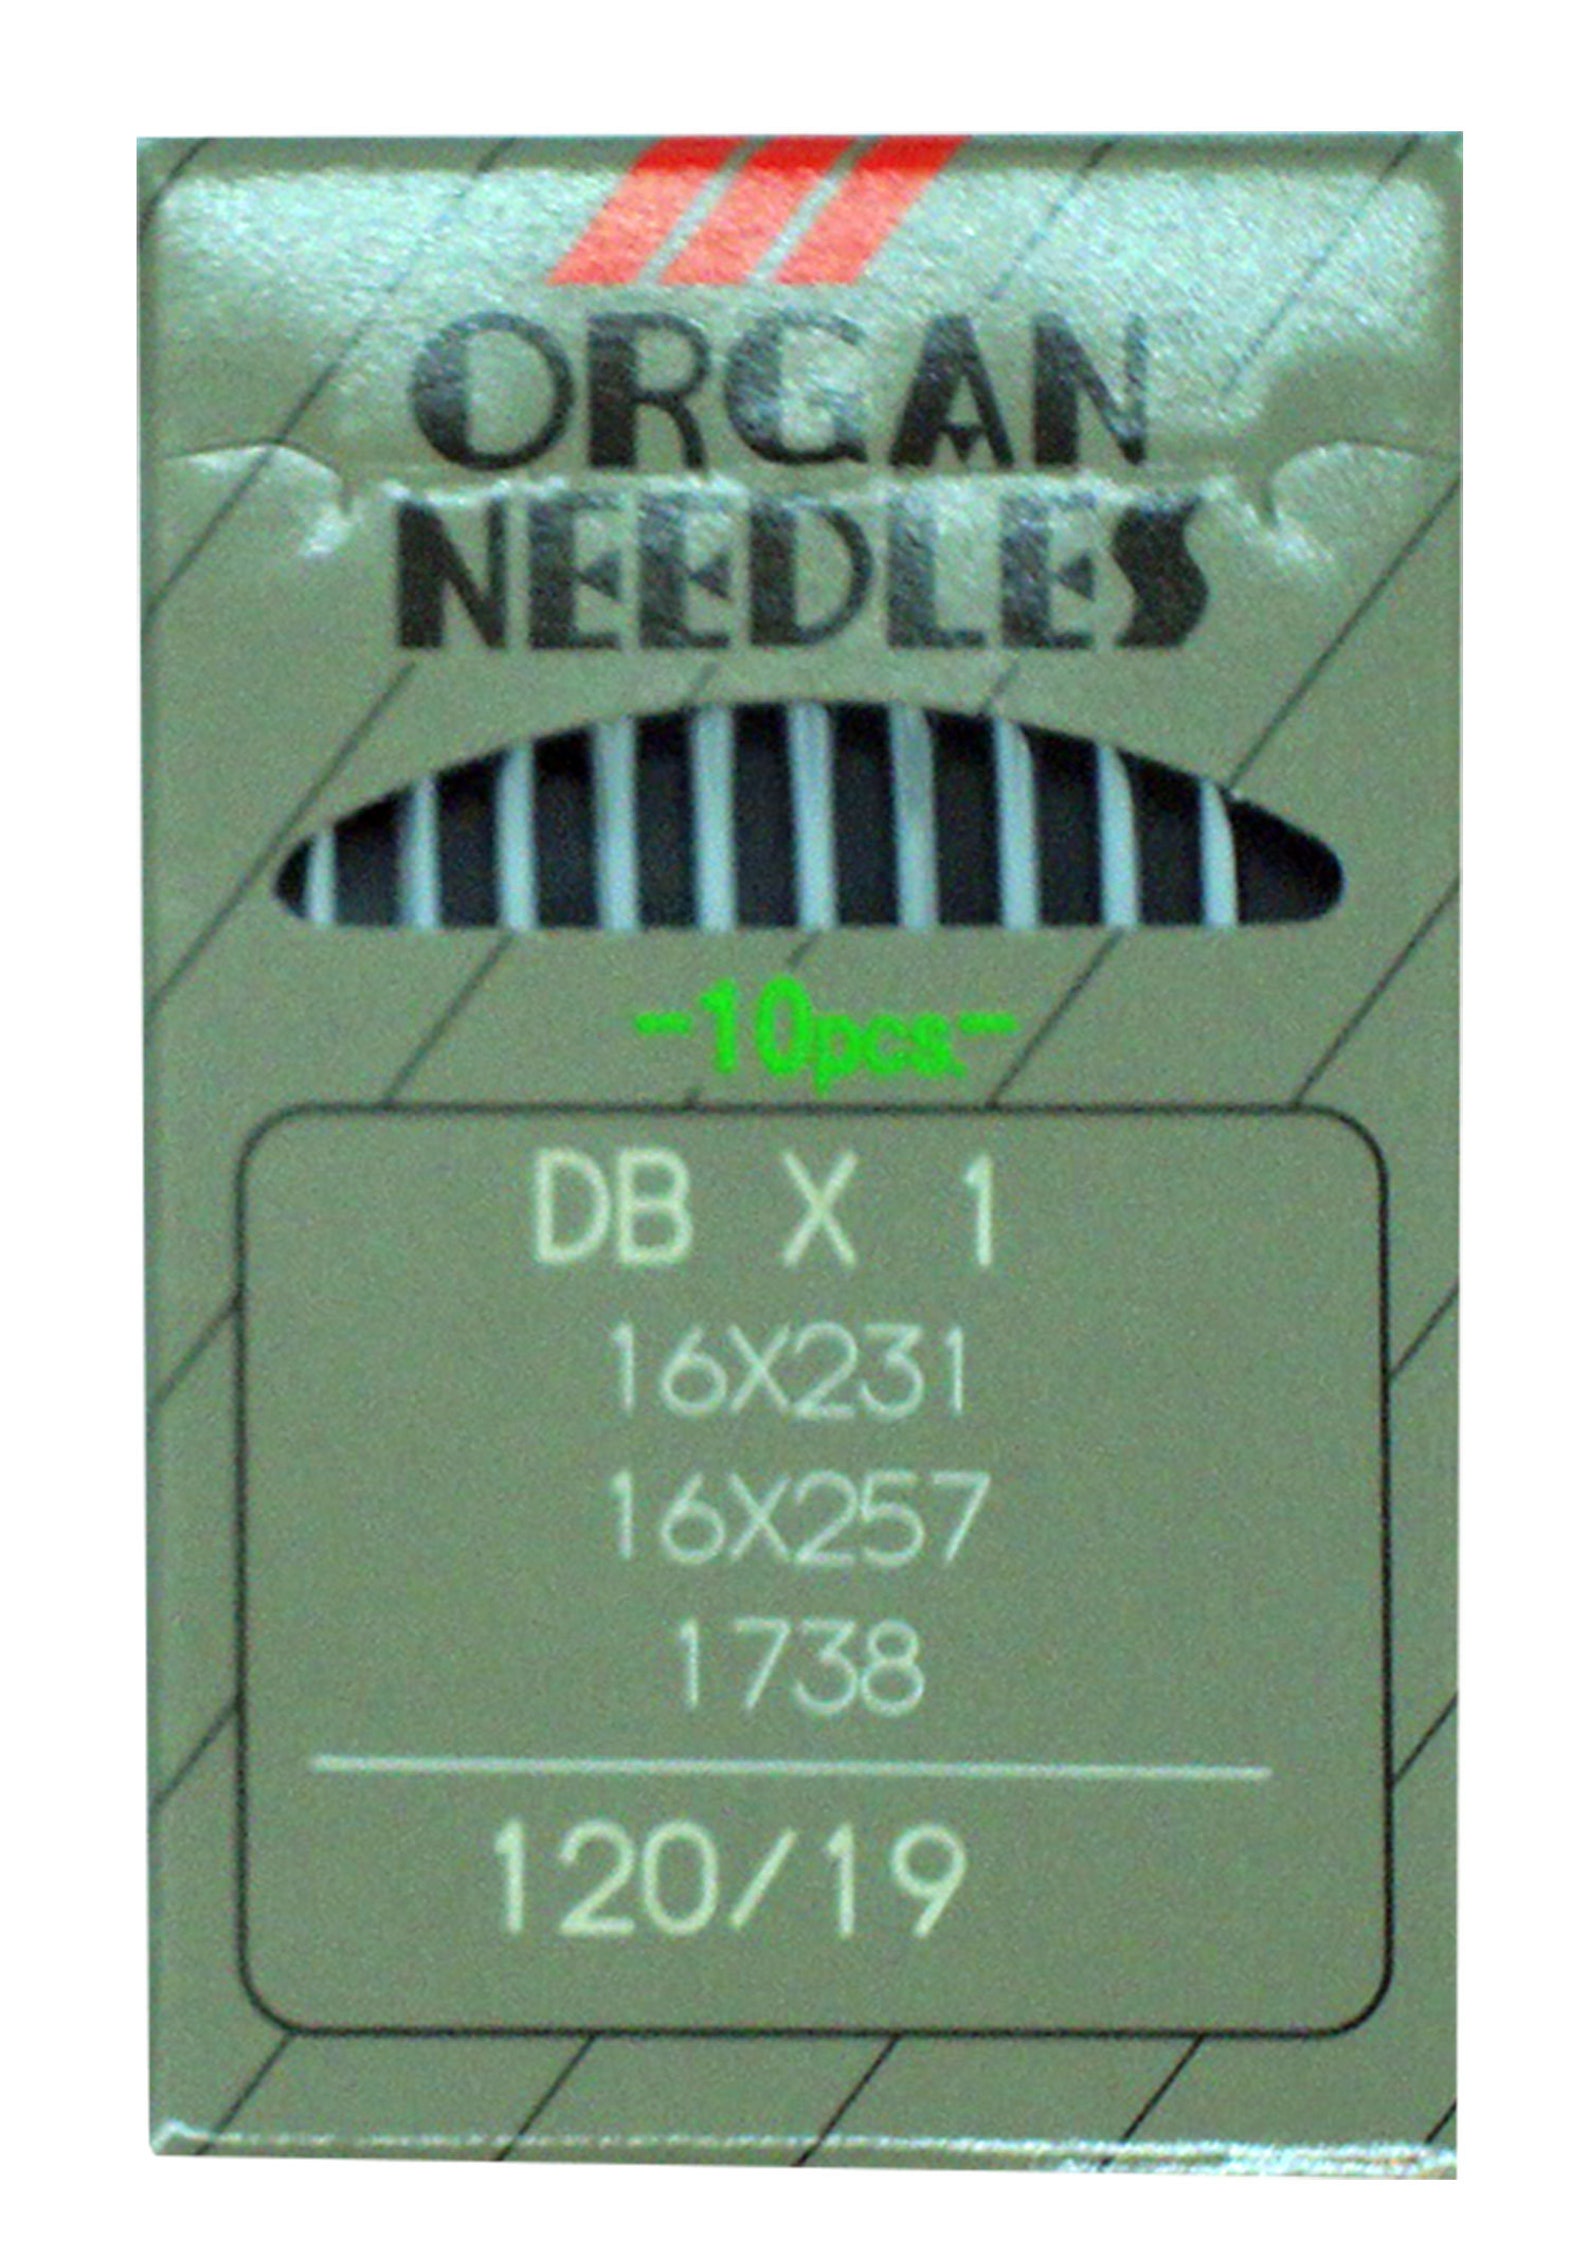 ORGAN
NEEDLES
-10pcs.-
DB X 1
16X231
16X257
1738
120/19